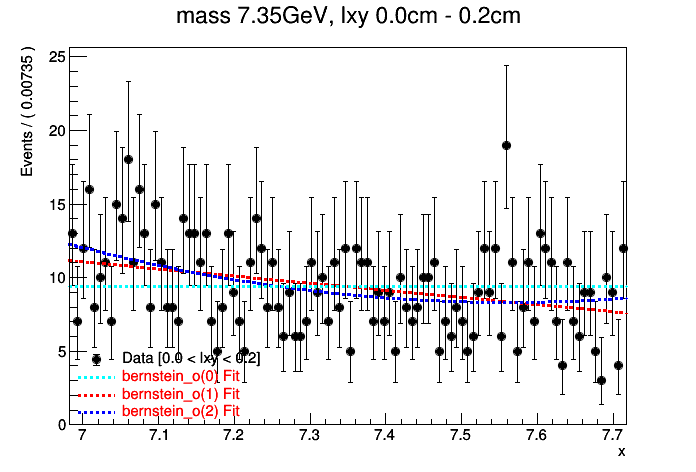 mass 7.35GeV, lxy 0.0cm - 0.2cm
Events / ( 0.00735 )
25
20
15
10
5
0
Data [0.0 < lxy < 0.2]
bernstein_o(0) Fit
bernstein_o(1) Fit
bernstein_o(2) Fit
7 7.1 7.2 7.3 7.4 7.5 7.6 7.7
x